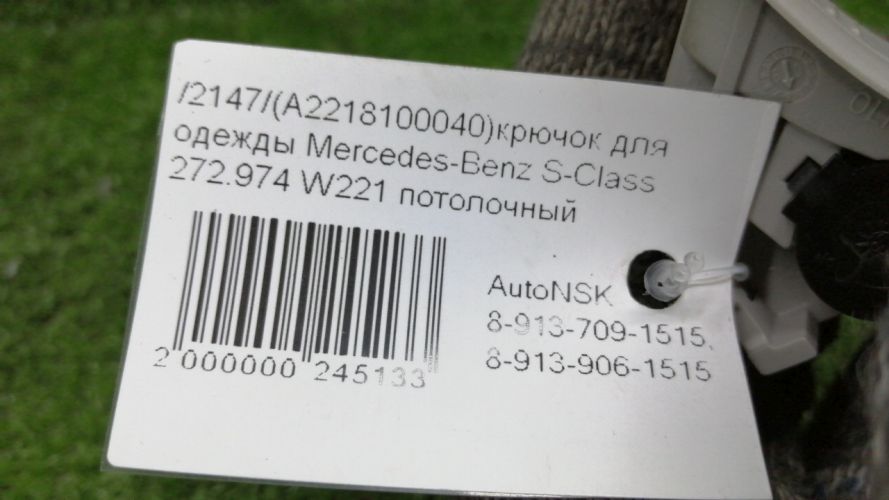 /2147/(A2218100040)крючок для
одежды Mercedes-Benz S-Class
272.974 W221 потолочный
AutoNSK
8-913-709-1515,
8-913-906-1515
2 000000 245133